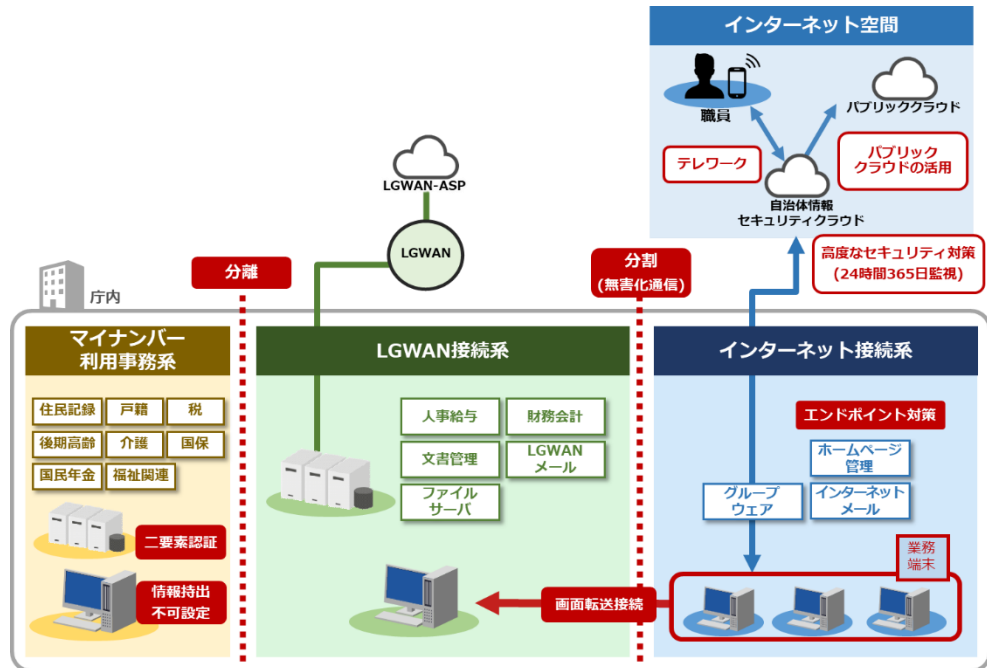 インターネット空間
職員
パブリッククラウド
テレワーク
パブリック
クラウドの活用
自治体情報
セキュリティクラウド
LGWAN-ASP
LGWAN
分離
分割
(無害化通信)
高度なセキュリティ対策
(24時間365日監視)
庁内
マイナンバー
利用事務系
住民記録
戸籍
税
後期高齢
介護
国保
国民年金
福祉関連
二要素認証
情報持出
不可設定
LGWAN接続系
人事給与
財務会計
文書管理
LGWAN
メール
ファイル
サーバ
画面転送接続
インターネット接続系
エンドポイント対策
ホームページ
管理
グループ
ウェア
インターネット
メール
業務
端末